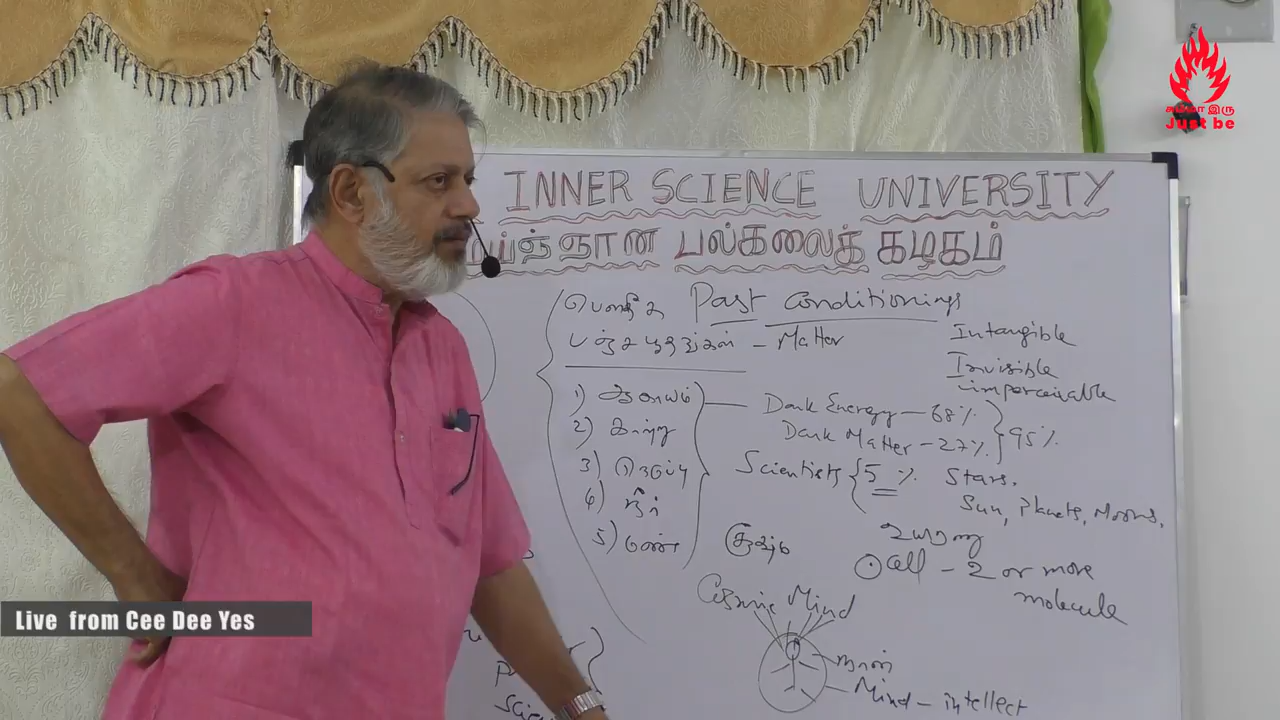 சும்மா இரு
Just be
INNER SCIENCE UNIVERSITY
மெய்ஞ்ஞான பல்கலைக் கழகம்
பௌதீக Past Conditionings
பஞ்சபூதங்கள் - Matter
Intangible
Invisible
imperceivable
1) ஆகாயம் Dark Energy - 68%
2) காற்று Dark Matter - 27% 95%
3) நெருப்பு Scientists 5% Stars.
4) நீர் Sun, Planets, Moons,
5) மண்
cell - 2 or more
molecule
Cosmic Mind
நான்
Mind - intellect
Live from Cee Dee Yes